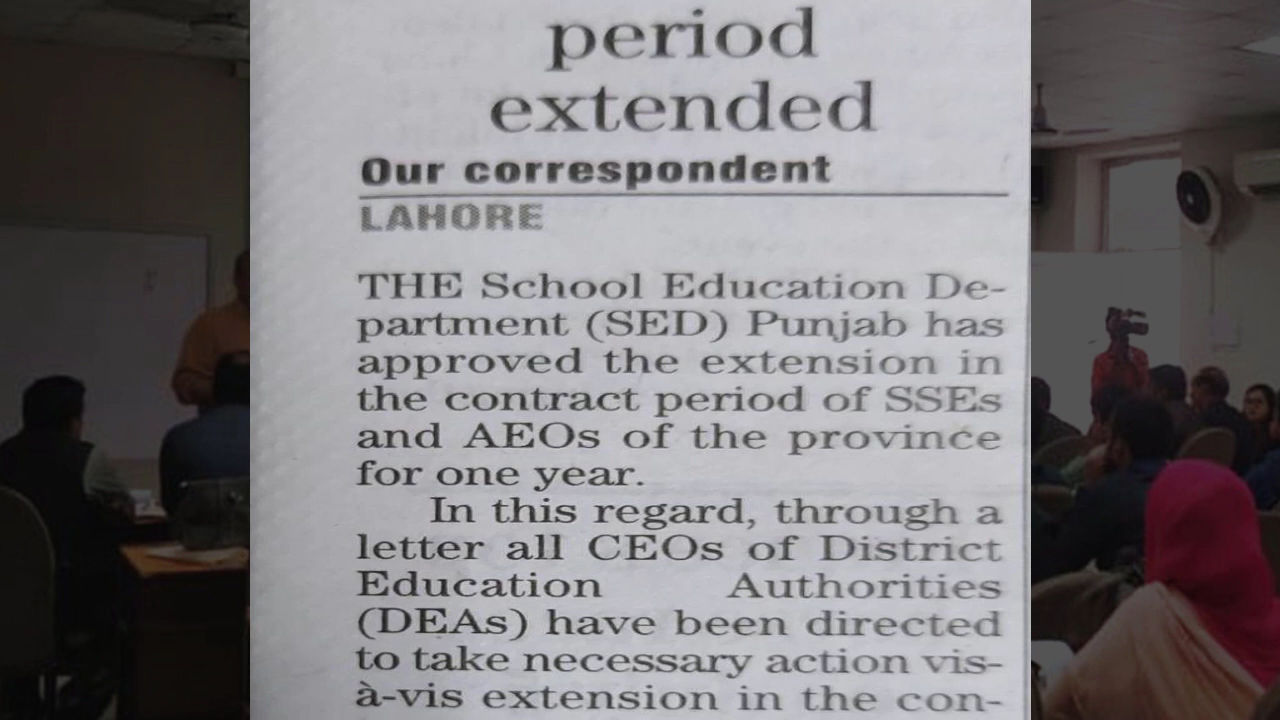 period
extended
Our correspondent
LAHORE
THE School Education De-
partment (SED) Punjab has
approved the extension in
the contract period of SSEs
and AEOs of the province
for one year.
In this regard, through a
letter all CEOs of District
Education Authorities
(DEAs) have been directed
to take necessary action vis-
à-vis extension in the con-